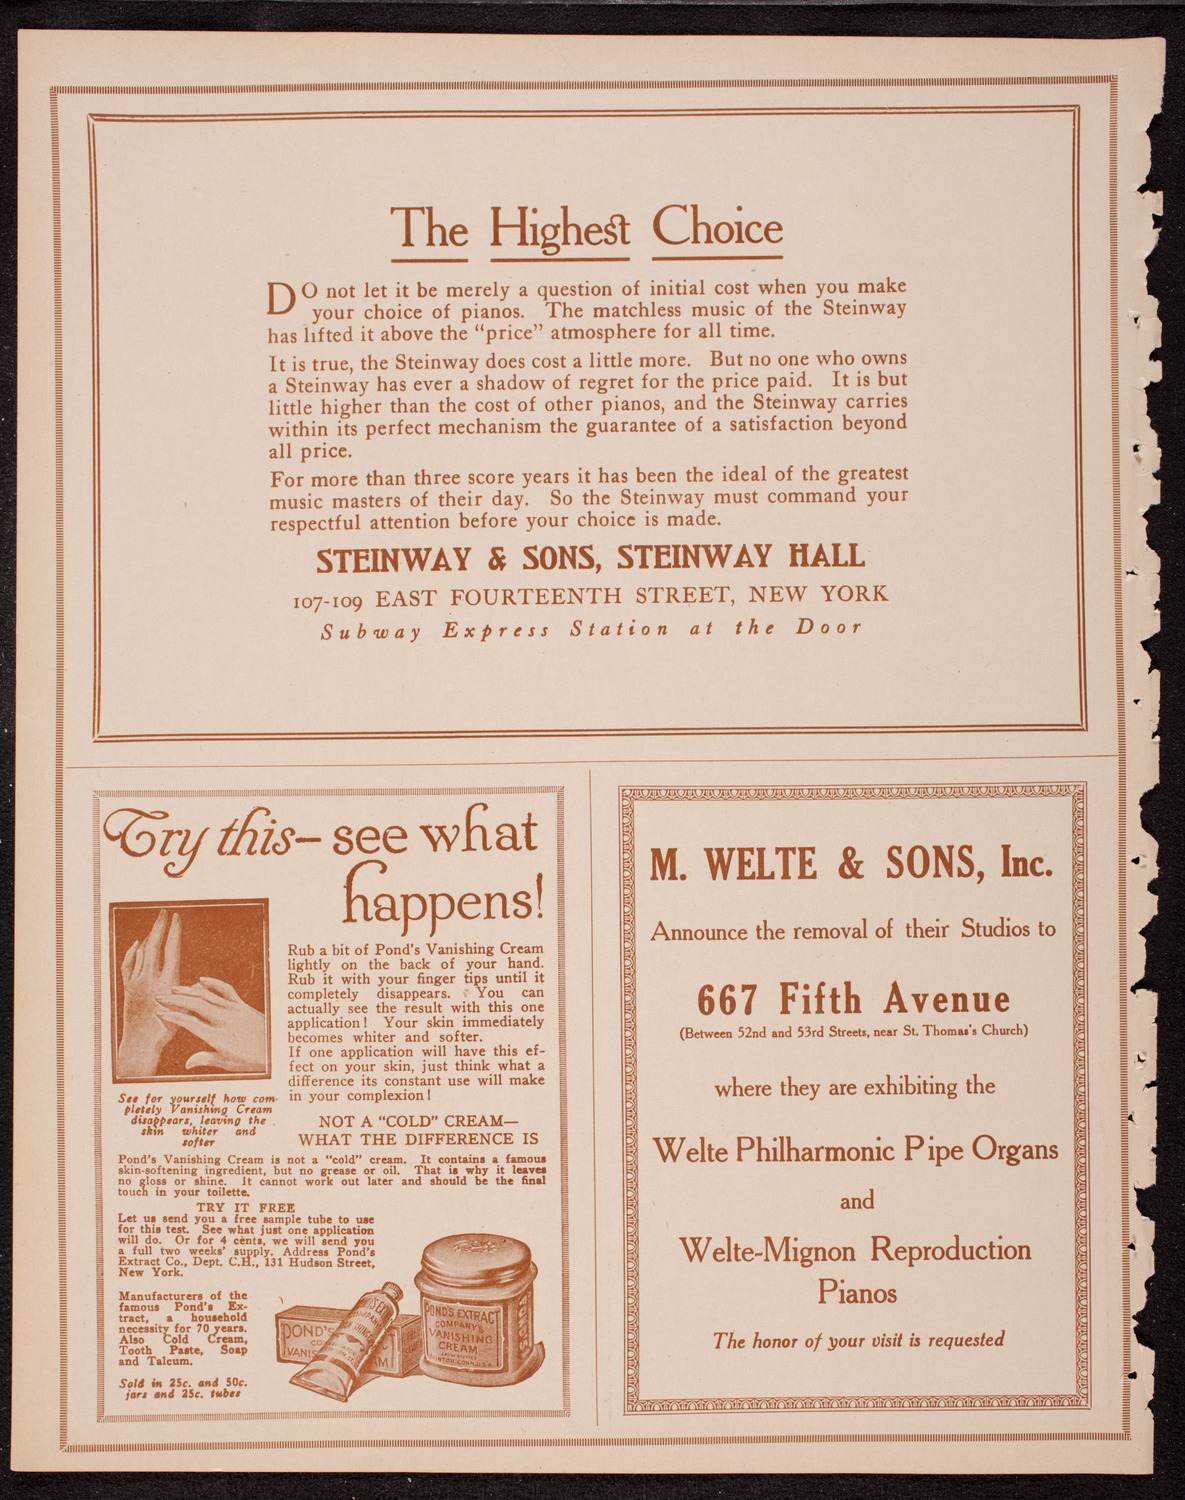 The Highest Choice
DO not let it be merely a question of initial cost when you make
your choice of pianos. The matchless music of the Steinway
has lifted it above the “price” atmosphere for all time.
It is true, the Steinway does cost a little more. But no one who owns
a Steinway has ever a shadow of regret for the price paid. It is but
little higher than the cost of other pianos, and the Steinway carries
within its perfect mechanism the guarantee of a satisfaction beyond
all price.
For more than three score years it has been the ideal of the greatest
music masters of their day. So the Steinway must command your
respectful attention before your choice is made.
STEINWAY & SONS, STEINWAY HALL
107-109 EAST FOURTEENTH STREET, NEW YORK
Subway Express Station at the Door
Try this—see what
happens!
Rub a bit of Pond's Vanishing Cream
lightly on the back of your hand.
Rub it with your finger tips until it
completely disappears. You can
actually see the result with this one
application! Your skin immediately
becomes whiter and softer.
If one application will have this ef-
fect on your skin, just think what a
difference its constant use will make
in your complexion!
See for yourself how com-
pletely Vanishing Cream
disappears, leaving the
skin whiter and
softer
NOT A “COLD” CREAM—
WHAT THE DIFFERENCE IS
Pond's Vanishing Cream is not a “cold” cream. It contains a famous
skin-softening ingredient, but no grease or oil. That is why it leaves
no gloss or shine. It cannot work out later and should be the final
touch in your toilette.
TRY IT FREE
Let us send you a free sample tube to use
for this test. See what just one application
will do. Or for 4 cents, we will send you
a full two weeks' supply. Address Pond's
Extract Co., Dept. C.H., 131 Hudson Street,
New York.
Manufacturers of the
famous Pond's Ex-
tract, a household
necessity for 70 years.
Also Cold Cream,
Tooth Paste, Soap
and Talcum.
Sold in 25c. and 50c.
jars and 25c. tubes
POND'S
VANIS
AM
POND'S EXTRACT
COMPANY'S
VANISHING
CREAM
M. WELTE & SONS, Inc.
Announce the removal of their Studios to
667 Fifth Avenue
(Between 52nd and 53rd Streets, near St. Thomas's Church)
where they are exhibiting the
Welte Philharmonic Pipe Organs
and
Welte-Mignon Reproduction
Pianos
The honor of your visit is requested